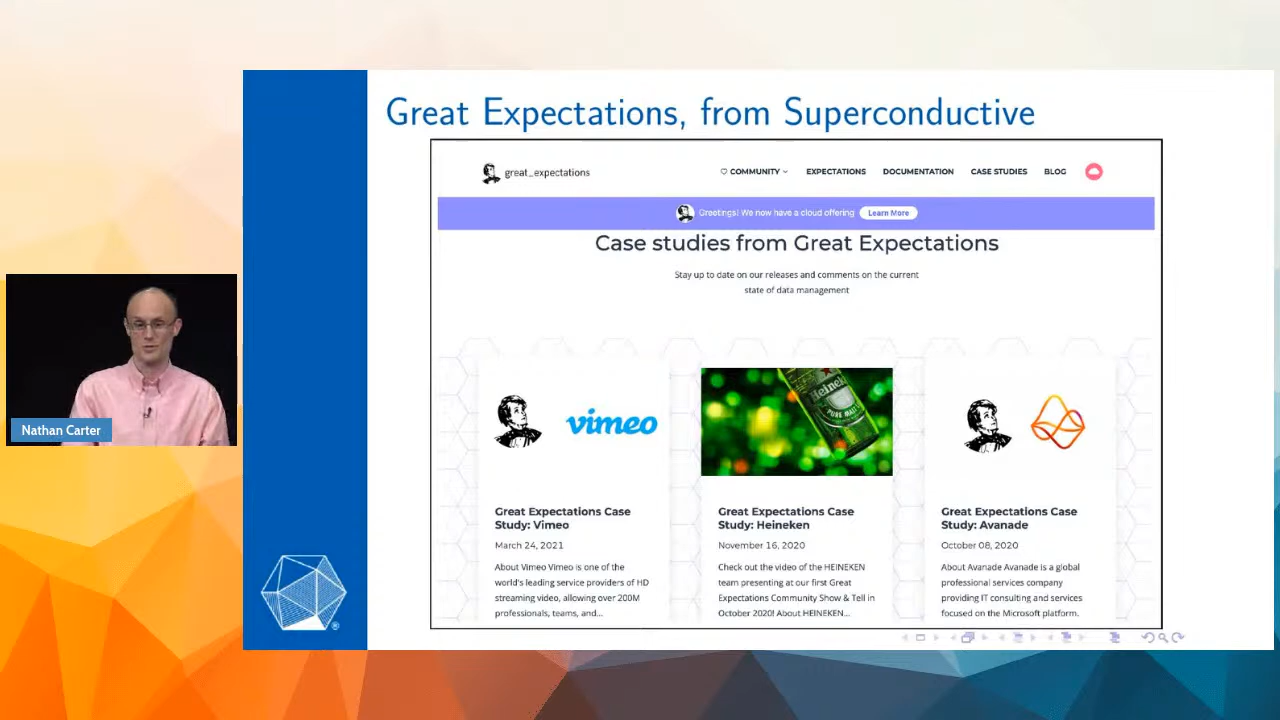 Great Expectations, from Superconductive
great_expectations
COMMUNITY
EXPECTATIONS
DOCUMENTATION
CASE STUDIES
BLOG
Greetings! We now have a cloud offering
Learn More
Case studies from Great Expectations
Stay up to date on our releases and comments on the current
state of data management
vimeo
Heineken
PURE MALT
Great Expectations Case
Study: Vimeo
March 24, 2021
About Vimeo Vimeo is one of the
world's leading service providers of HD
streaming video, allowing over 200M
professionals, teams, and...
Great Expectations Case
Study: Heineken
November 16, 2020
Check out the video of the HEINEKEN
team presenting at our first Great
Expectations Community Show & Tell in
October 2020! About HEINEKEN...
Great Expectations Case
Study: Avanade
October 08, 2020
About Avanade Avanade is a global
professional services company
providing IT consulting and services
focused on the Microsoft platform.
Nathan Carter
®